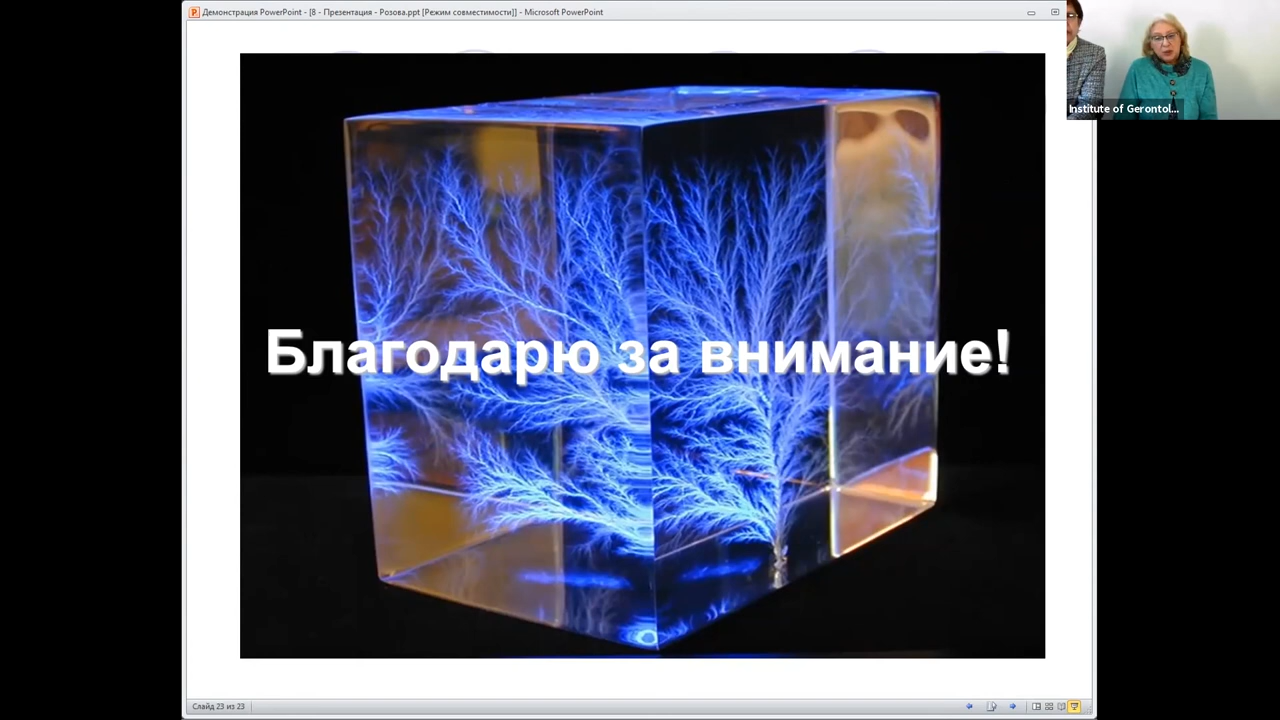 Демонстрация PowerPoint - [8 - Презентация - Розова.ppt [Режим совместимости]] - Microsoft PowerPoint
Institute of Gerontol...
Благодарю за внимание!
Слайд 23 из 23